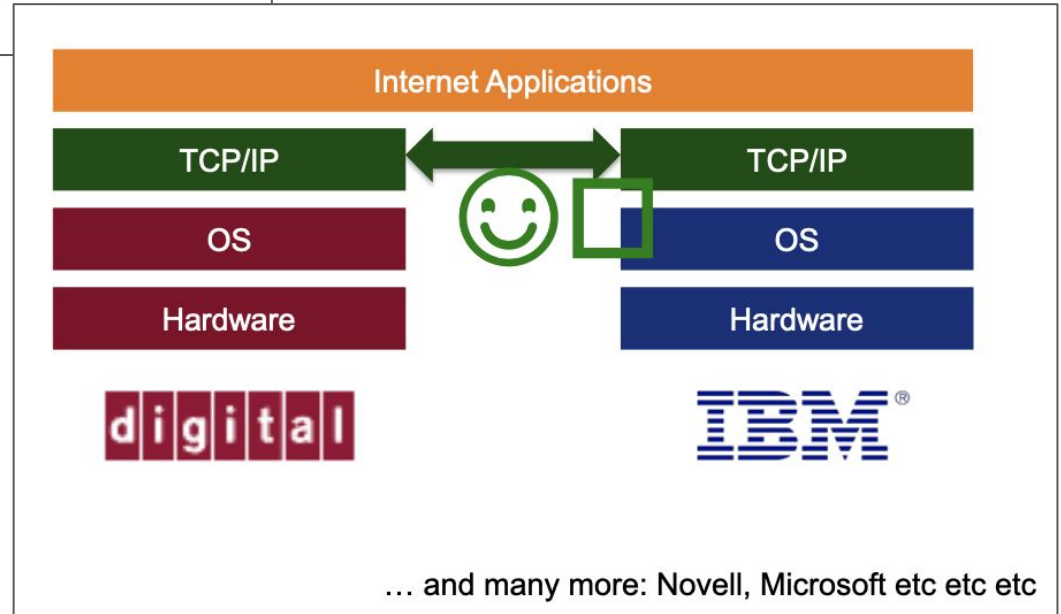 Internet Applications
TCP/IP
TCP/IP
OS
OS
Hardware
Hardware
digital
IBM®
… and many more: Novell, Microsoft etc etc etc